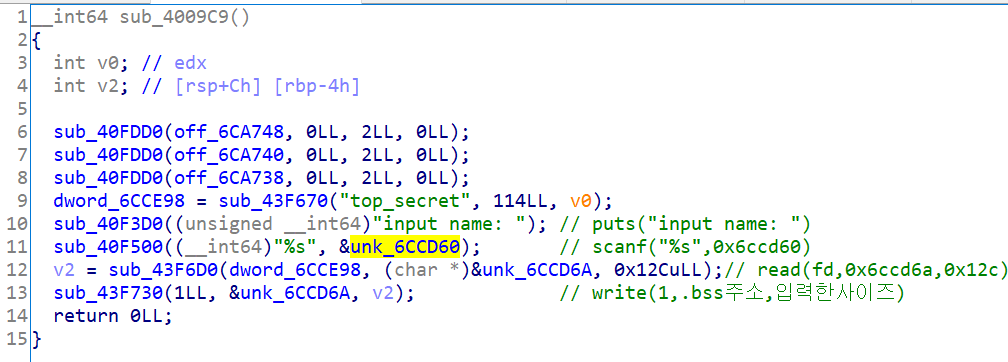 1 __int64 sub_4009C9()
2 {
3 int v0; // edx
4 int v2; // [rsp+Ch] [rbp-4h]
5
6 sub_40FDD0(off_6CA748, 0LL, 2LL, 0LL);
7 sub_40FDD0(off_6CA740, 0LL, 2LL, 0LL);
8 sub_40FDD0(off_6CA738, 0LL, 2LL, 0LL);
9 dword_6CCE98 = sub_43F670("top_secret", 114LL, v0);
10 sub_40F3D0((unsigned __int64)"input name: "); // puts("input name: ")
11 sub_40F500((__int64)"%s", &unk_6CCD60); // scanf("%s",0x6ccd60)
12 v2 = sub_43F6D0(dword_6CCE98, (char *)&unk_6CCD6A, 0x12CuLL);// read(fd,0x6ccd6a,0x12c)
13 sub_43F730(1LL, &unk_6CCD6A, v2); // write(1,.bss주소,입력한사이즈)
14 return 0LL;
15 }